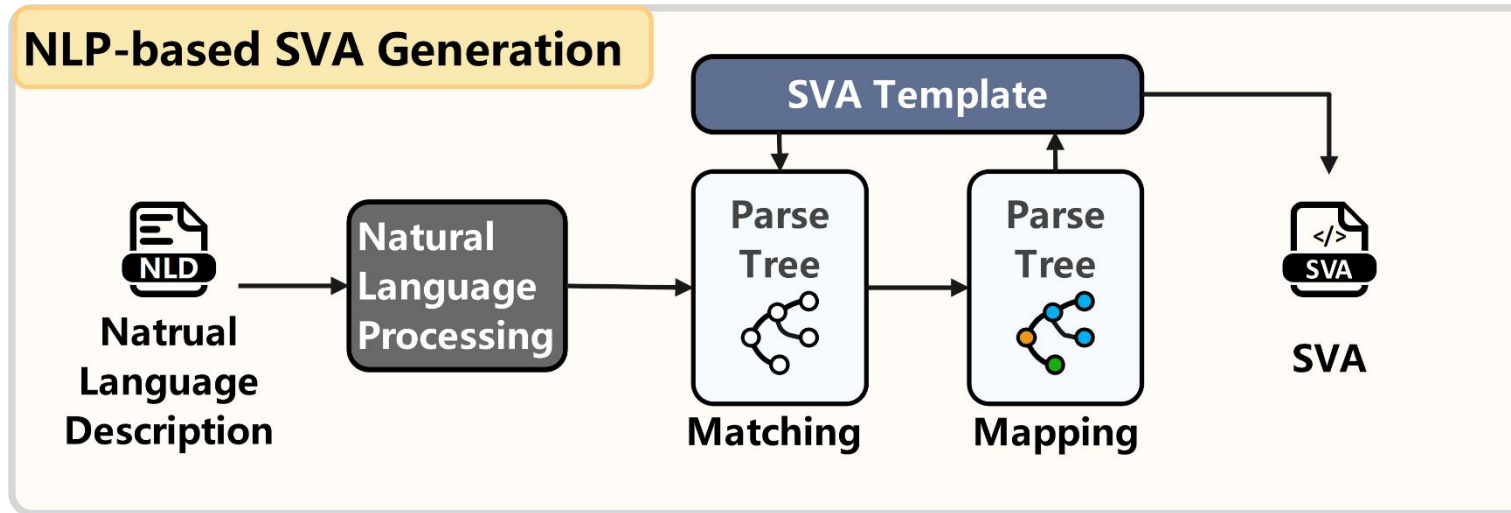 NLP-based SVA Generation
SVA Template
NLD
Natrual
Language
Description
Natural
Language
Processing
Parse
Tree
Matching
Parse
Tree
Mapping
</>
SVA
SVA